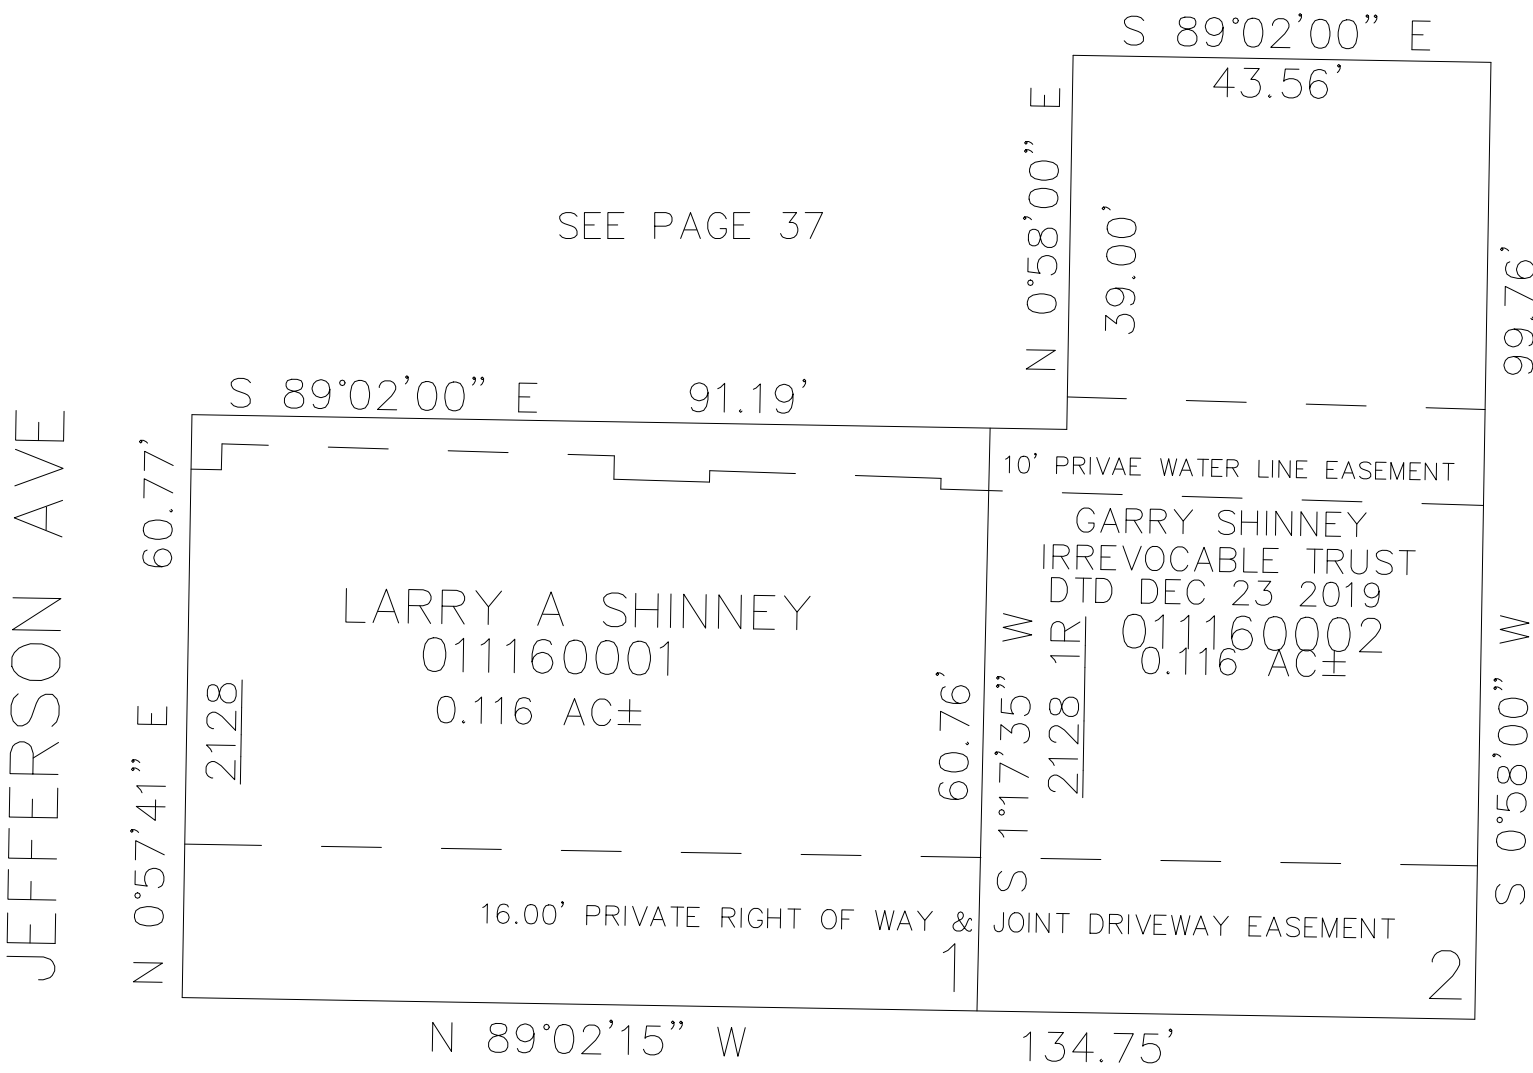 S 89°02'00" E
43.56'
N 0°58'00" E
39.00'
99.76'
SEE PAGE 37
S 89°02'00" E 91.19'
JEFFERSON AVE
60.77'
N 0°57'41" E
10' PRIVAE WATER LINE EASEMENT
GARRY SHINNEY
IRREVOCABLE TRUST
DTD DEC 23 2019
011160002
0.116 AC±
2128 1R
LARRY A SHINNEY
011160001
0.116 AC±
2128
60.76'
S 1°17'35" W
S 0°58'00" W
16.00' PRIVATE RIGHT OF WAY & JOINT DRIVEWAY EASEMENT
1
2
N 89°02'15" W 134.75'